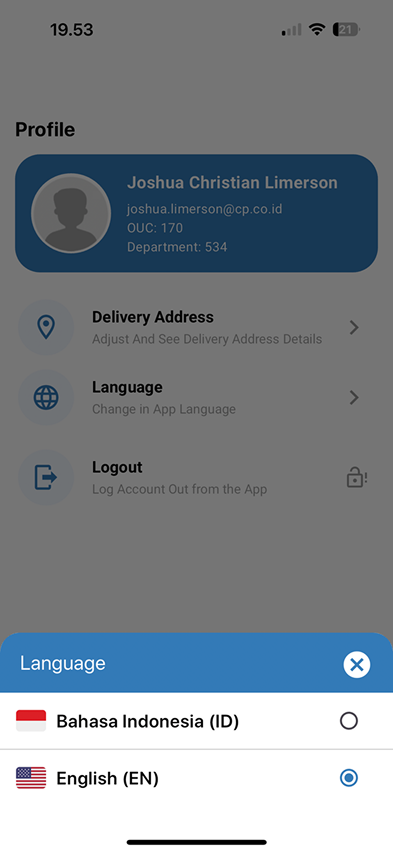 19.53
21
Profile
Joshua Christian Limerson
joshua.limerson@cp.co.id
OUC: 170
Department: 534
Delivery Address
Adjust And See Delivery Address Details
Language
Change in App Language
Logout
Log Account Out from the App
Language
Bahasa Indonesia (ID)
English (EN)